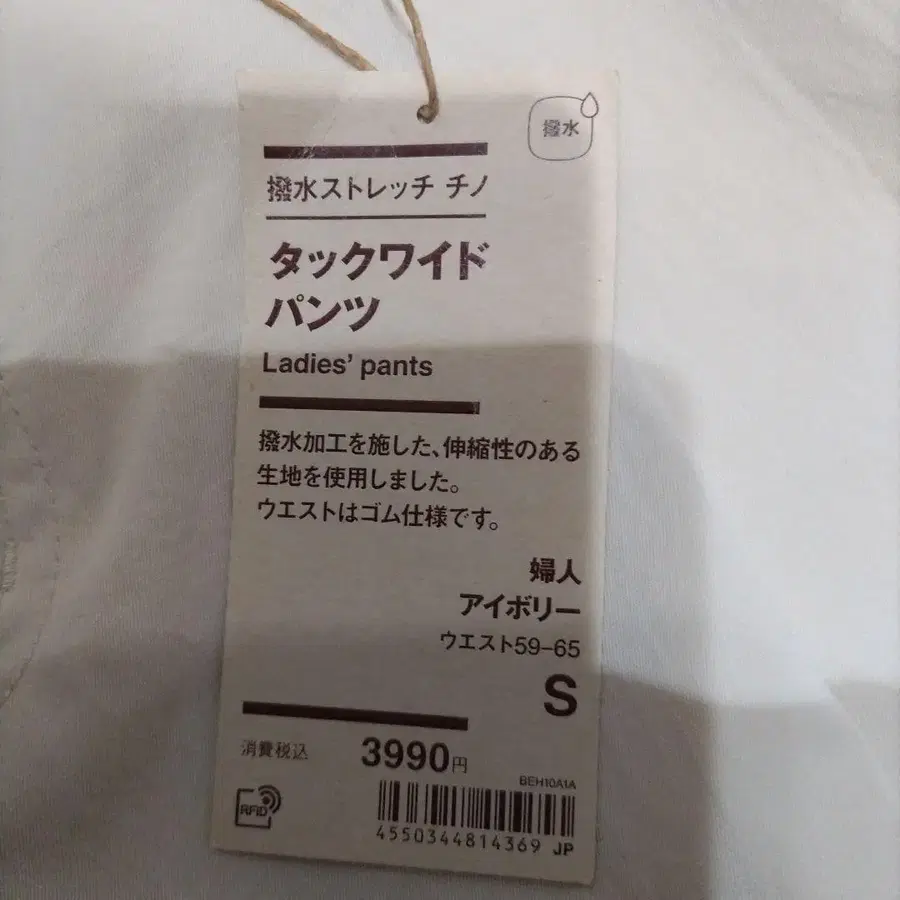 撥水
撥水ストレッチ チノ
タックワイド
パンツ
Ladies' pants
撥水加工を施した、伸縮性のある
生地を使用しました。
ウエストはゴム仕様です。
婦人
アイボリー
ウエスト59-65
S
消費税込 3990円
BEH10A1A
RFID
4550344814369 JP